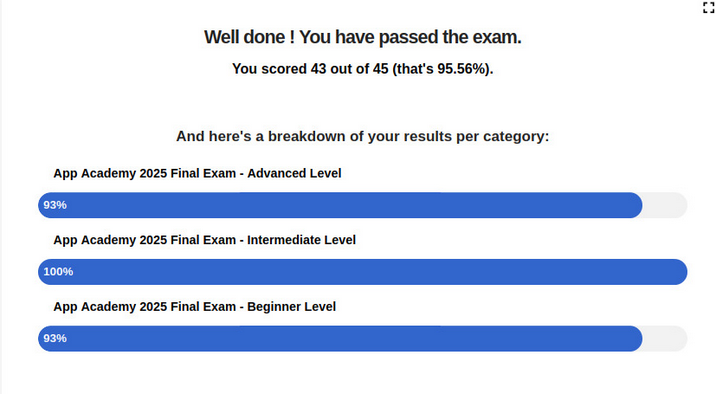 Well done ! You have passed the exam.
You scored 43 out of 45 (that's 95.56%).
And here's a breakdown of your results per category:
App Academy 2025 Final Exam - Advanced Level
93%
App Academy 2025 Final Exam - Intermediate Level
100%
App Academy 2025 Final Exam - Beginner Level
93%